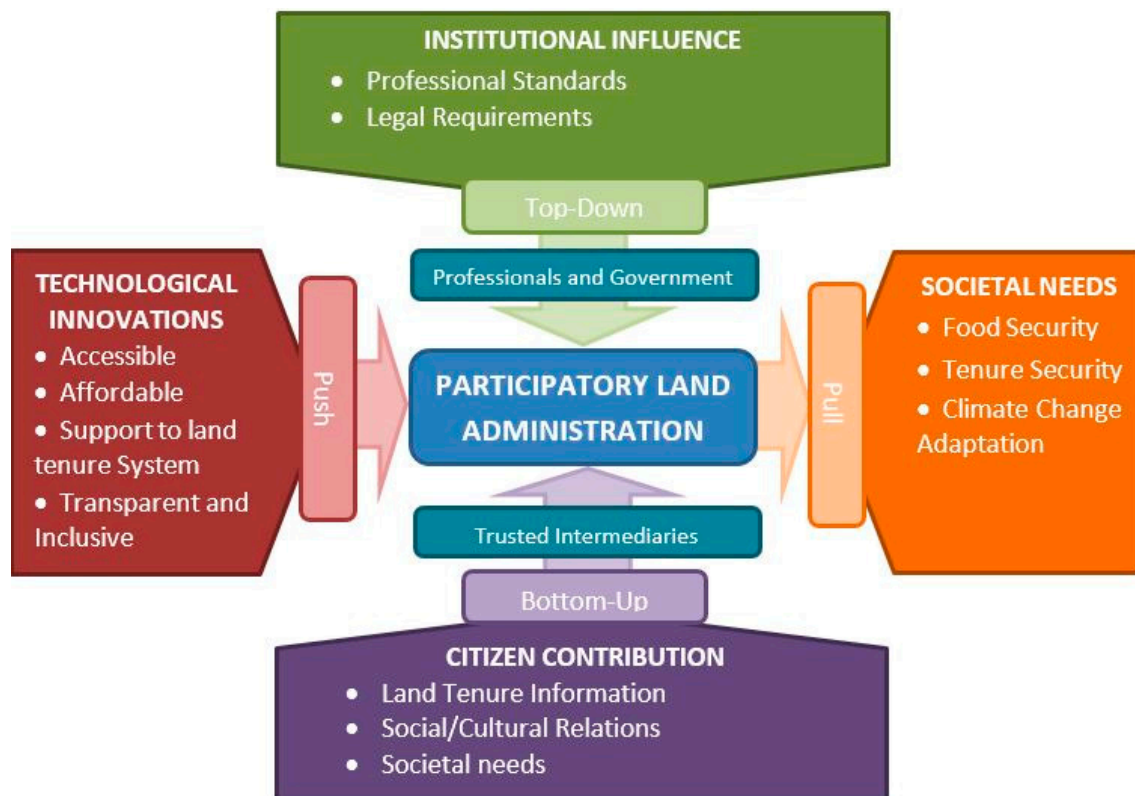 INSTITUTIONAL INFLUENCE
• Professional Standards
• Legal Requirements
Top-Down
Professionals and Government
TECHNOLOGICAL
INNOVATIONS
• Accessible
• Affordable
• Support to land
tenure System
• Transparent and
Inclusive
Push
PARTICIPATORY LAND
ADMINISTRATION
Pull
SOCIETAL NEEDS
• Food Security
• Tenure Security
• Climate Change
Adaptation
Trusted Intermediaries
Bottom-Up
CITIZEN CONTRIBUTION
• Land Tenure Information
• Social/Cultural Relations
• Societal needs